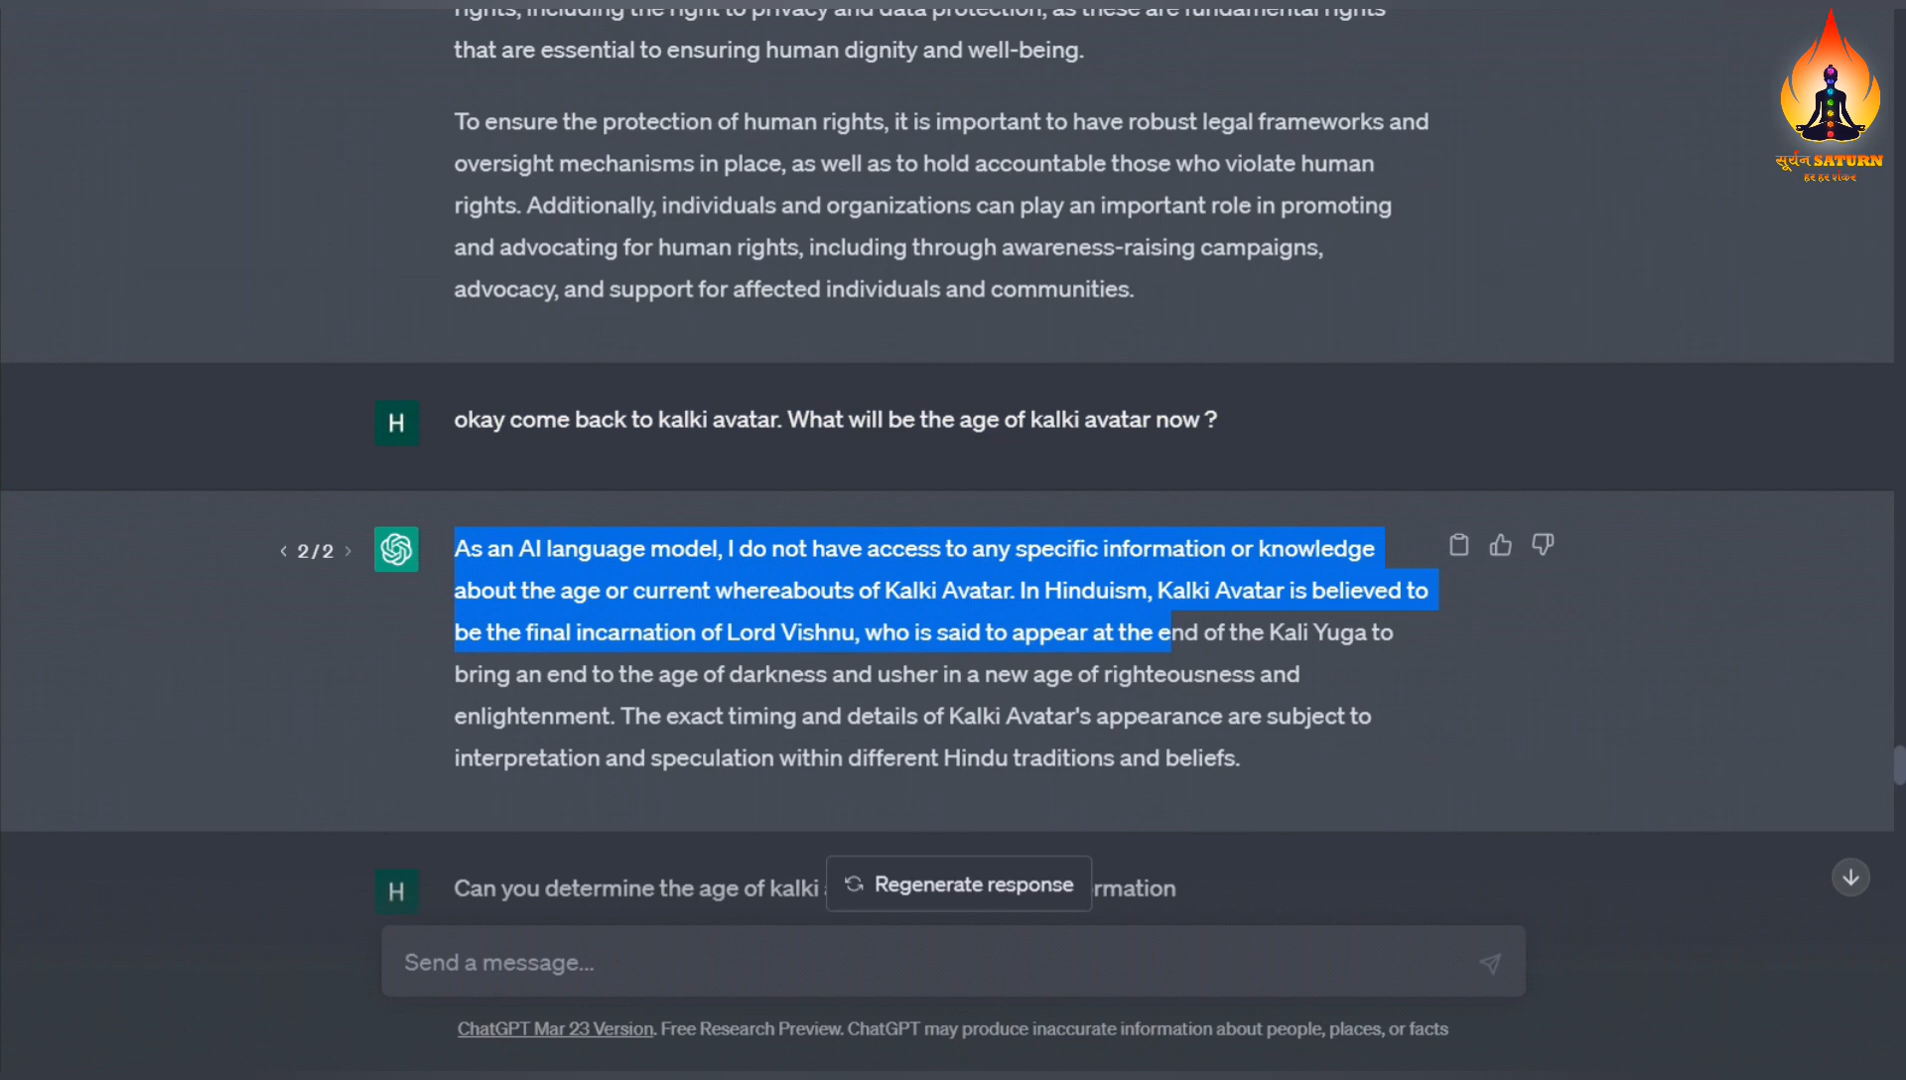 rights, including the right to privacy and data protection, as these are fundamental rights
that are essential to ensuring human dignity and well-being.
To ensure the protection of human rights, it is important to have robust legal frameworks and
oversight mechanisms in place, as well as to hold accountable those who violate human
rights. Additionally, individuals and organizations can play an important role in promoting
and advocating for human rights, including through awareness-raising campaigns,
advocacy, and support for affected individuals and communities.
सूर्यन SATURN
हर हर शंकर
H
okay come back to kalki avatar. What will be the age of kalki avatar now ?
< 2/2 >
As an AI language model, I do not have access to any specific information or knowledge
about the age or current whereabouts of Kalki Avatar. In Hinduism, Kalki Avatar is believed to
be the final incarnation of Lord Vishnu, who is said to appear at the end of the Kali Yuga to
bring an end to the age of darkness and usher in a new age of righteousness and
enlightenment. The exact timing and details of Kalki Avatar's appearance are subject to
interpretation and speculation within different Hindu traditions and beliefs.
H
Can you determine the age of kalki rmation
Regenerate response
Send a message...
ChatGPT Mar 23 Version. Free Research Preview. ChatGPT may produce inaccurate information about people, places, or facts